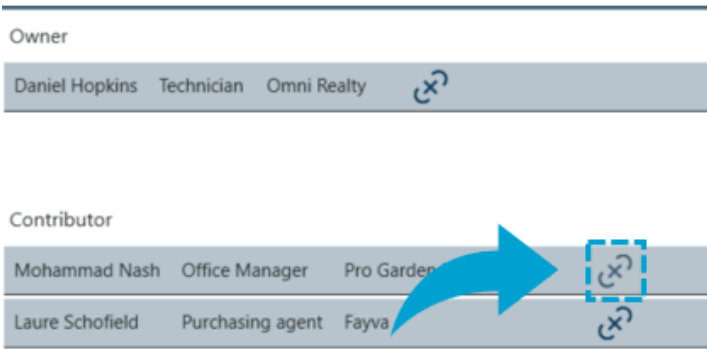 Owner
Daniel Hopkins Technician Omni Realty
Contributor
Mohammad Nash Office Manager Pro Garden
Laure Schofield Purchasing agent Fayva